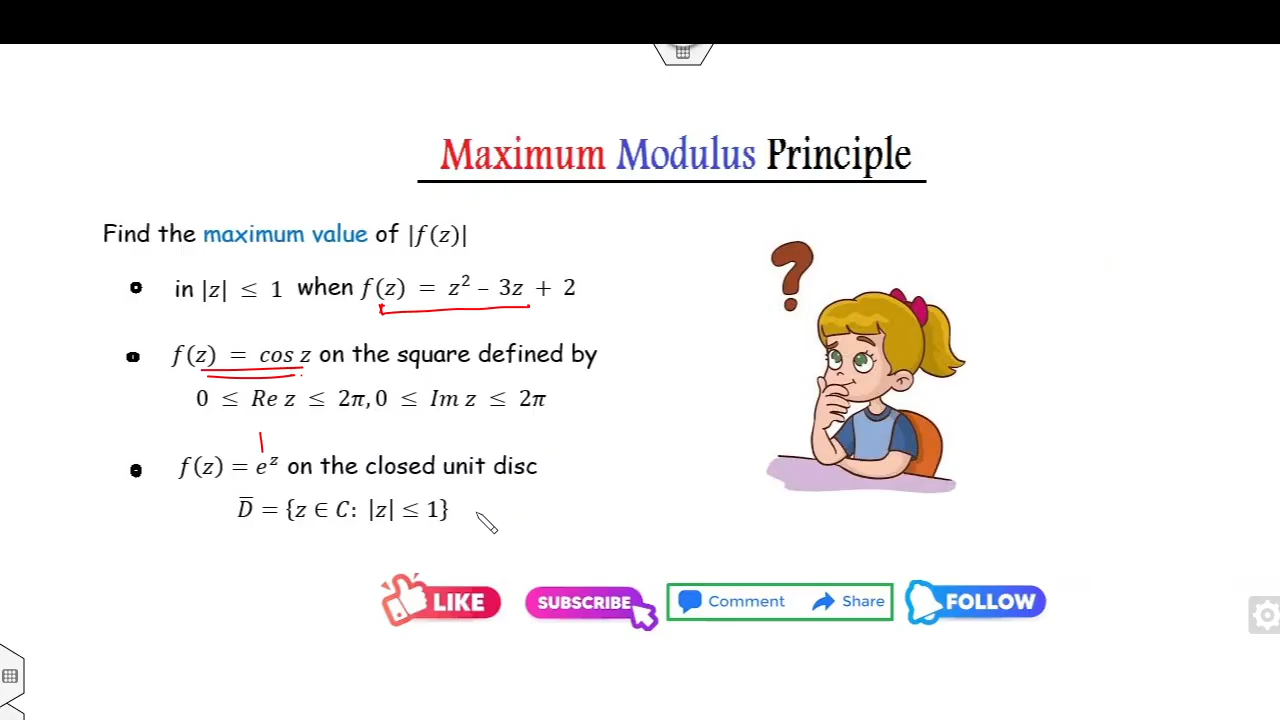 Maximum Modulus Principle
Find the maximum value of |f(z)|
in |z| ≤ 1 when f(z) = z² – 3z + 2
f(z) = cos z on the square defined by
0 ≤ Re z ≤ 2π, 0 ≤ Im z ≤ 2π
f(z) = eᶻ on the closed unit disc
D̅ = {z ∈ C: |z| ≤ 1}
LIKE SUBSCRIBE Comment Share FOLLOW